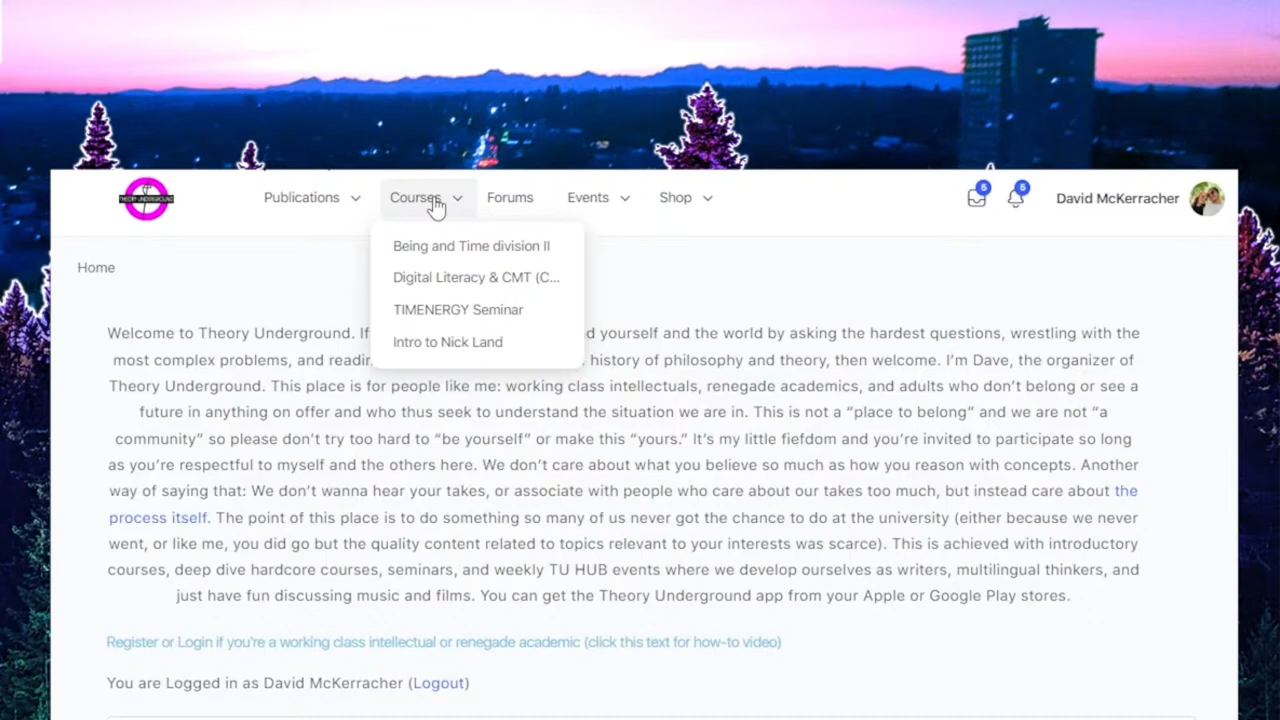 THEORY UNDERGROUND
Publications
Courses
Forums
Events
Shop
5
5
David McKerracher
Being and Time division II
Digital Literacy & CMT (C...
TIMENERGY Seminar
Intro to Nick Land
Home
Welcome to Theory Underground. If d yourself and the world by asking the hardest questions, wrestling with the
most complex problems, and readin history of philosophy and theory, then welcome. I’m Dave, the organizer of
Theory Underground. This place is for people like me: working class intellectuals, renegade academics, and adults who don’t belong or see a
future in anything on offer and who thus seek to understand the situation we are in. This is not a “place to belong” and we are not “a
community” so please don’t try too hard to “be yourself” or make this “yours.” It’s my little fiefdom and you’re invited to participate so long
as you’re respectful to myself and the others here. We don’t care about what you believe so much as how you reason with concepts. Another
way of saying that: We don’t wanna hear your takes, or associate with people who care about our takes too much, but instead care about the
process itself. The point of this place is to do something so many of us never got the chance to do at the university (either because we never
went, or like me, you did go but the quality content related to topics relevant to your interests was scarce). This is achieved with introductory
courses, deep dive hardcore courses, seminars, and weekly TU HUB events where we develop ourselves as writers, multilingual thinkers, and
just have fun discussing music and films. You can get the Theory Underground app from your Apple or Google Play stores.
Register or Login if you're a working class intellectual or renegade academic (click this text for how-to video)
You are Logged in as David McKerracher (Logout)